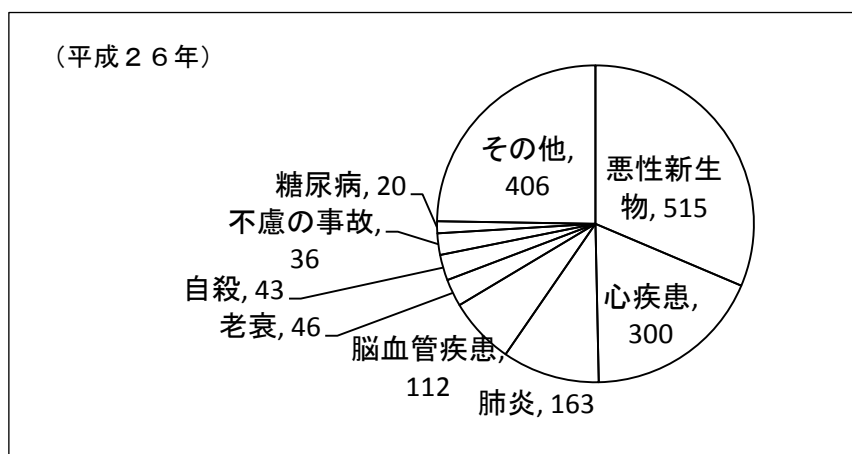 （平成２６年）
その他,
406
悪性新生
物, 515
糖尿病, 20
不慮の事故,
36
心疾患,
300
自殺, 43
老衰, 46
脳血管疾患,
112
肺炎, 163